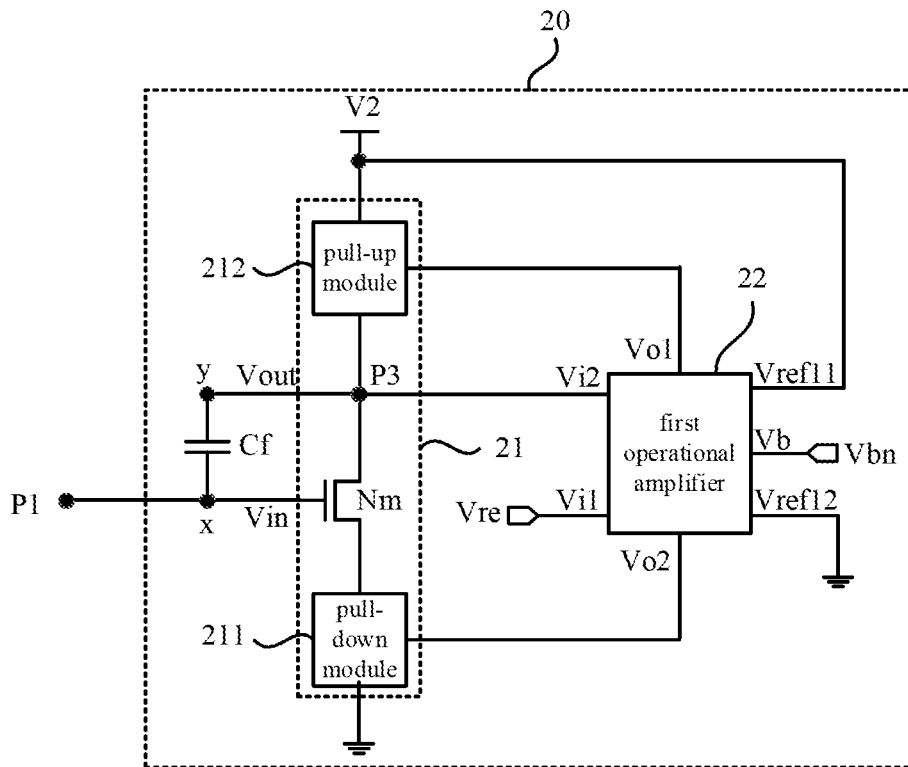 20
V2
212
pull-up
module
22
Vo1
y
Vout
P3
Vi2
Vref11
Cf
21
first
operational
amplifier
Vb
Vbn
P1
x
Vin
Nm
Vre
Vi1
Vref12
Vo2
211
pull-
down
module